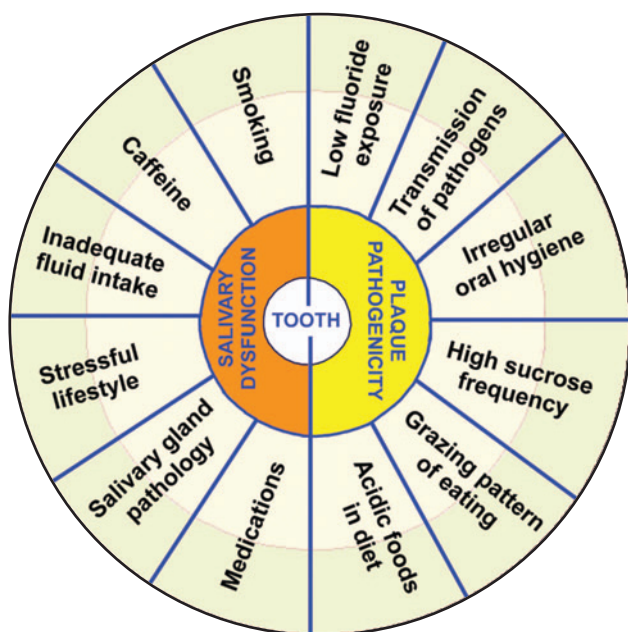 Low fluoride
exposure
Transmission
of pathogens
Irregular
oral hygiene
High sucrose
frequency
Grazing pattern
of eating
Acidic foods
in diet
Medications
Salivary gland
pathology
Stressful
lifestyle
Inadequate
fluid intake
Caffeine
Smoking
SALIVARY
DYSFUNCTION
PLAQUE
PATHOGENICITY
TOOTH